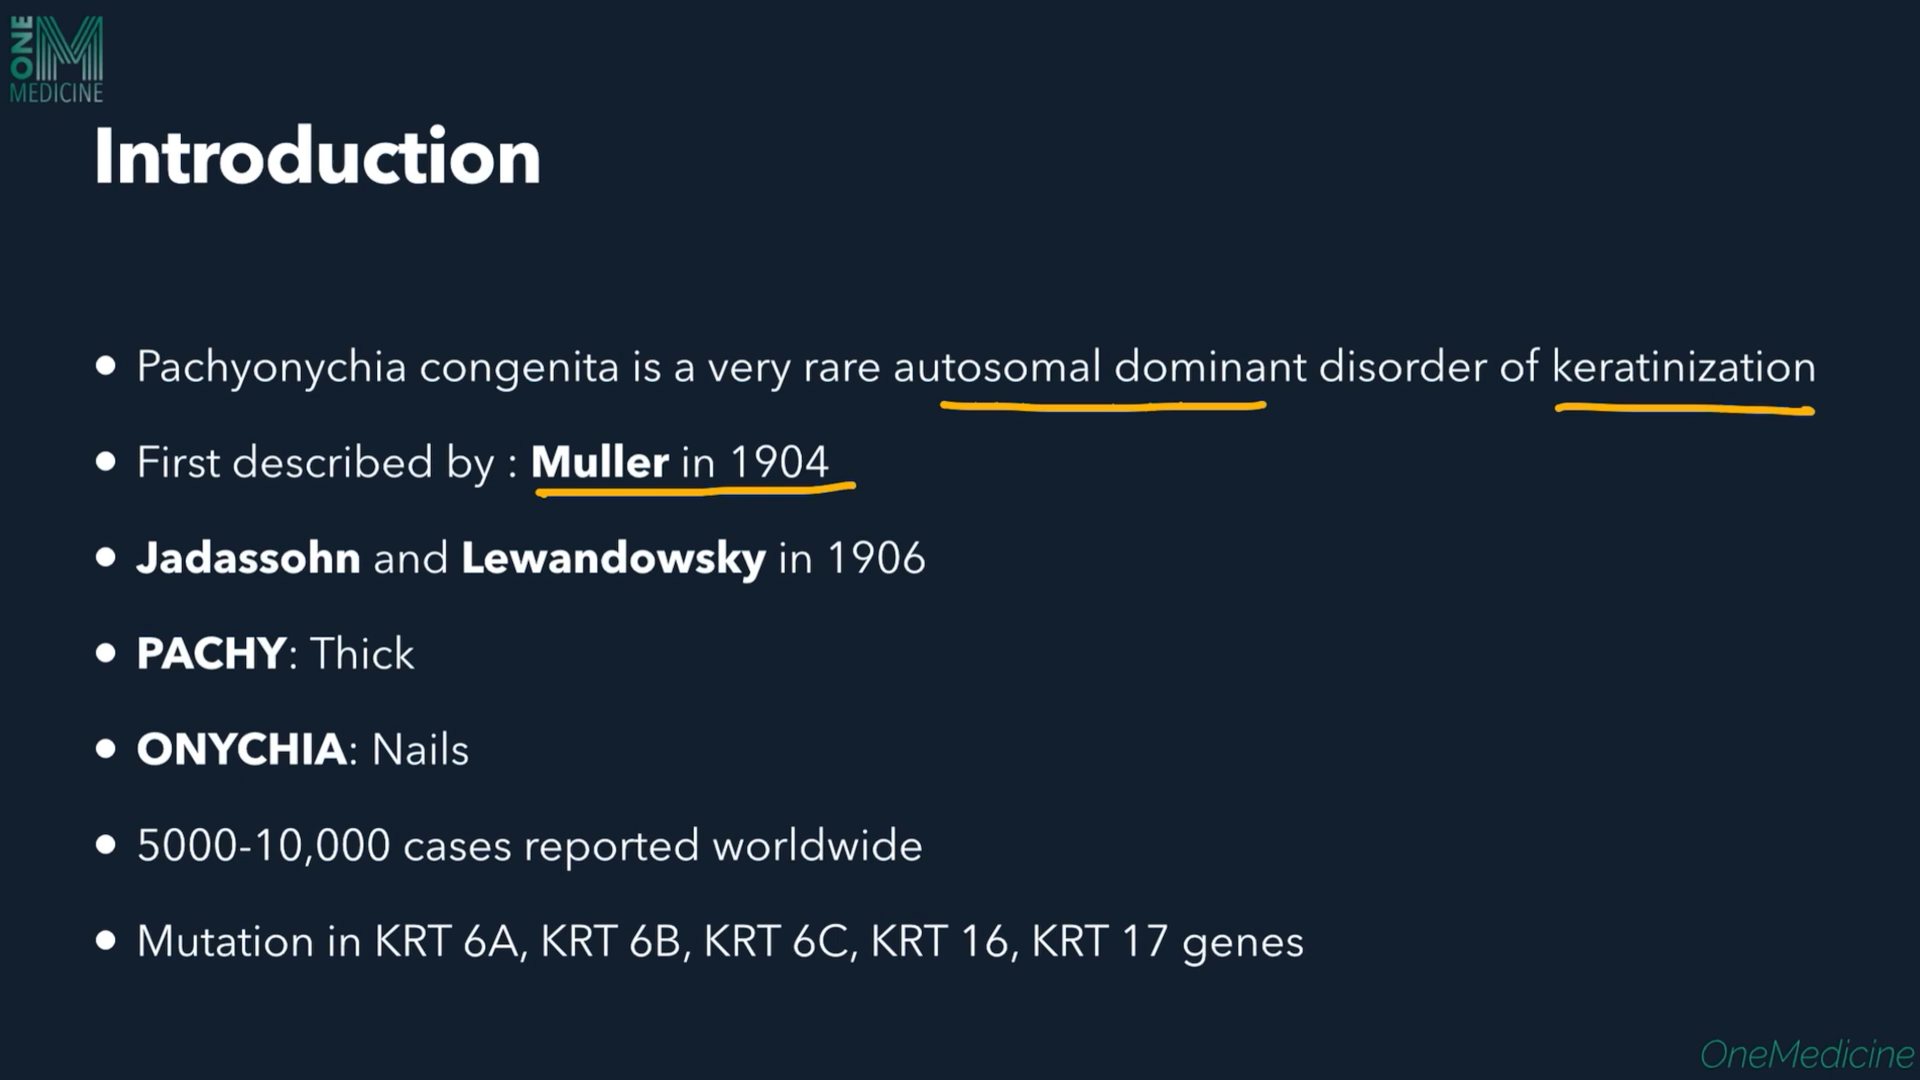 ONE
M
MEDICINE
Introduction
• Pachyonychia congenita is a very rare autosomal dominant disorder of keratinization
• First described by : Muller in 1904
• Jadassohn and Lewandowsky in 1906
• PACHY: Thick
• ONYCHIA: Nails
• 5000-10,000 cases reported worldwide
• Mutation in KRT 6A, KRT 6B, KRT 6C, KRT 16, KRT 17 genes
OneMedicine